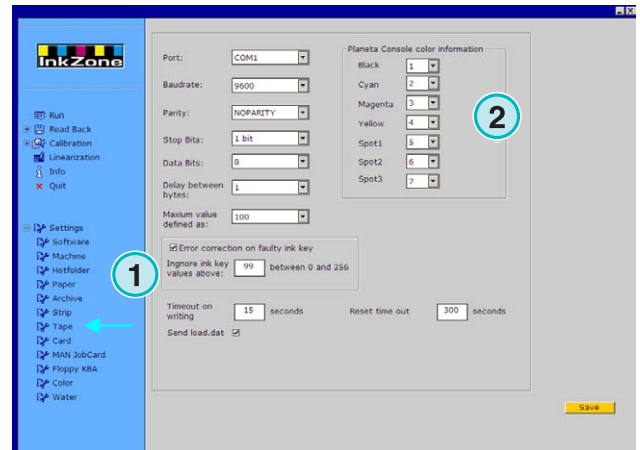 InkZone
Run
Read Back
Calibration
Linearization
Info
Quit
Settings
Software
Machine
Hotfolder
Paper
Archive
Strip
Tape
Card
MAN JobCard
Floppy KBA
Color
Water
Port: COM1
Baudrate: 9600
Parity: NOPARITY
Stop Bits: 1 bit
Data Bits: 8
Delay between bytes: 1
Maxium value defined as: 100
Error correction on faulty ink key
Ingnore ink key values above: 99 between 0 and 256
Timeout on writing 15 seconds
Reset time out 300 seconds
Send load.dat
Planeta Console color information
Black 1
Cyan 2
Magenta 3
Yellow 4
Spot1 5
Spot2 6
Spot3 7
1
2
Save